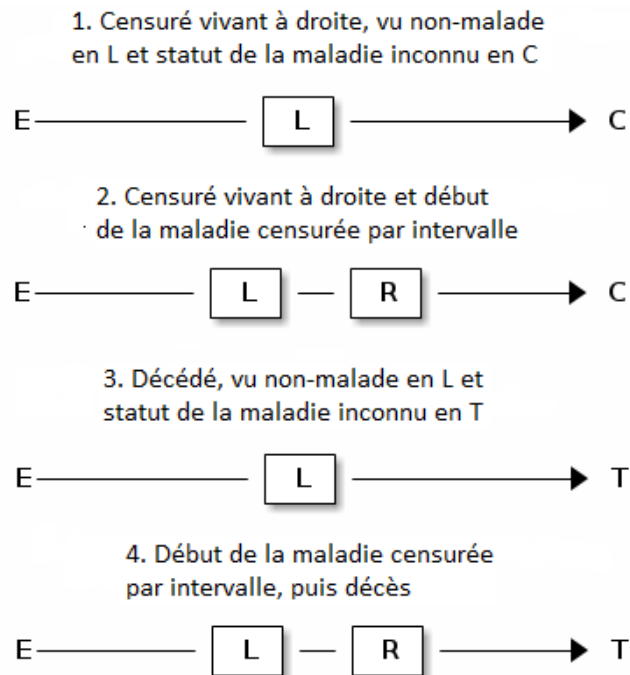 1. Censuré vivant à droite, vu non-malade
en L et statut de la maladie inconnu en C
E L C
2. Censuré vivant à droite et début
de la maladie censurée par intervalle
E L R C
3. Décédé, vu non-malade en L et
statut de la maladie inconnu en T
E L T
4. Début de la maladie censurée
par intervalle, puis décès
E L R T